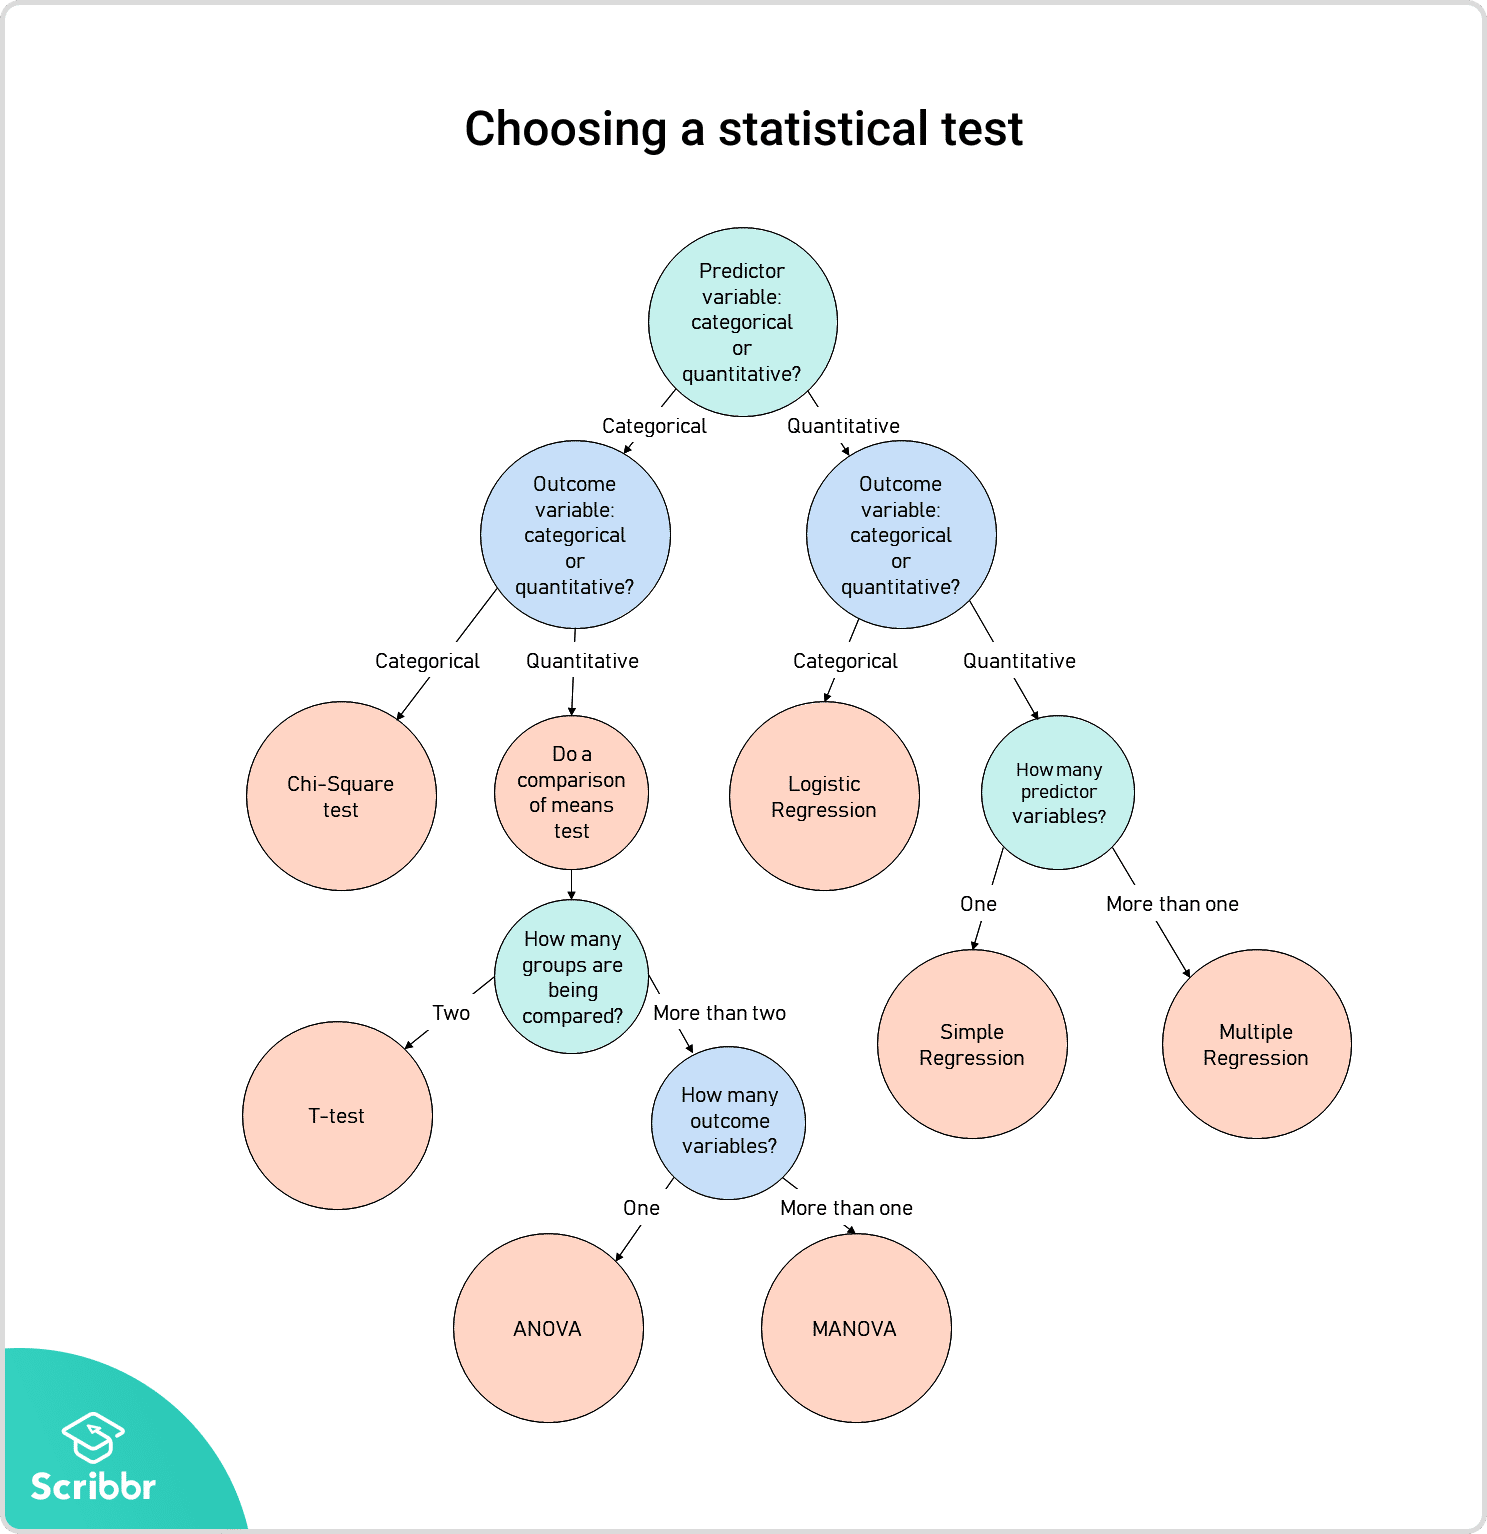 Choosing a statistical test
Predictor
variable:
categorical
or
quantitative?
Categorical
Quantitative
Outcome
variable:
categorical
or
quantitative?
Outcome
variable:
categorical
or
quantitative?
Categorical
Quantitative
Categorical
Quantitative
Chi-Square
test
Do a
comparison
of means
test
Logistic
Regression
How many
predictor
variables?
One
More than one
How many
groups are
being
compared?
Two
More than two
Simple
Regression
Multiple
Regression
T-test
How many
outcome
variables?
One
More than one
ANOVA
MANOVA
Scribbr